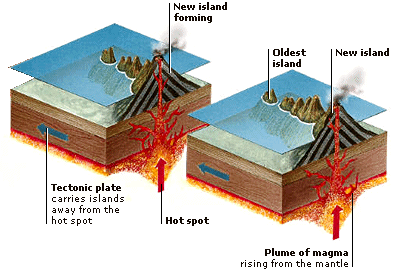 New island
forming
Oldest
island
New island
Tectonic plate
carries islands
away from the
hot spot
Hot spot
Plume of magma
rising from the mantle